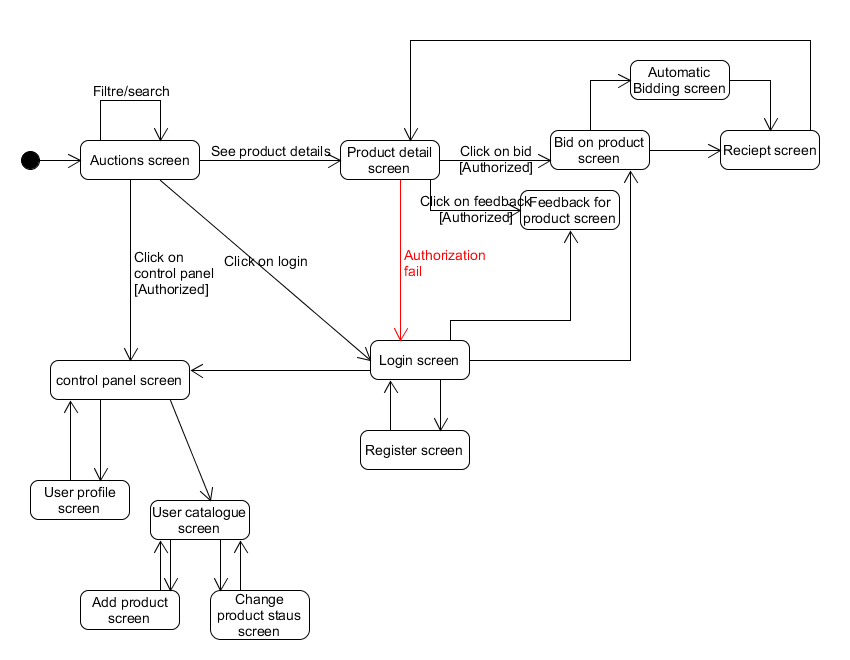 Automatic
Bidding screen
Filtre/search
Auctions screen
See product details
Product detail
screen
Click on bid
[Authorized]
Bid on product
screen
Reciept screen
Click on feedback
[Authorized]
Feedback for
product screen
Click on
control panel
[Authorized]
Click on login
Authorization
fail
Login screen
control panel screen
Register screen
User profile
screen
User catalogue
screen
Add product
screen
Change
product staus
screen